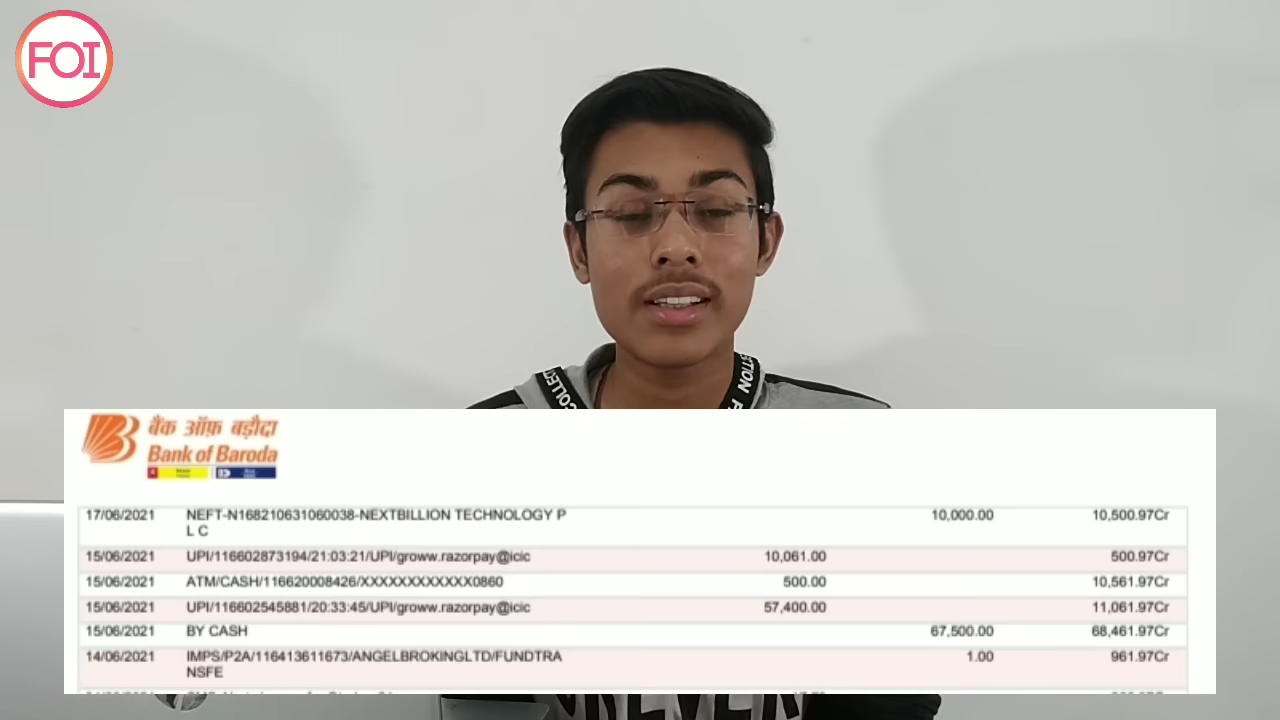 FOI
COLLECTION
बैंक ऑफ़ बड़ौदा
Bank of Baroda
17/06/2021 NEFT-N168210631060038-NEXTBILLION TECHNOLOGY P 10,000.00 10,500.97Cr
L C
15/06/2021 UPI/116602873194/21:03:21/UPI/groww.razorpay@icic 10,061.00 500.97Cr
15/06/2021 ATM/CASH/116620008426/XXXXXXXXXXXX0860 500.00 10,561.97Cr
15/06/2021 UPI/116602545881/20:33:45/UPI/groww.razorpay@icic 57,400.00 11,061.97Cr
15/06/2021 BY CASH 67,500.00 68,461.97Cr
14/06/2021 IMPS/P2A/116413611673/ANGELBROKINGLTD/FUNDTRA 1.00 961.97Cr
NSFE